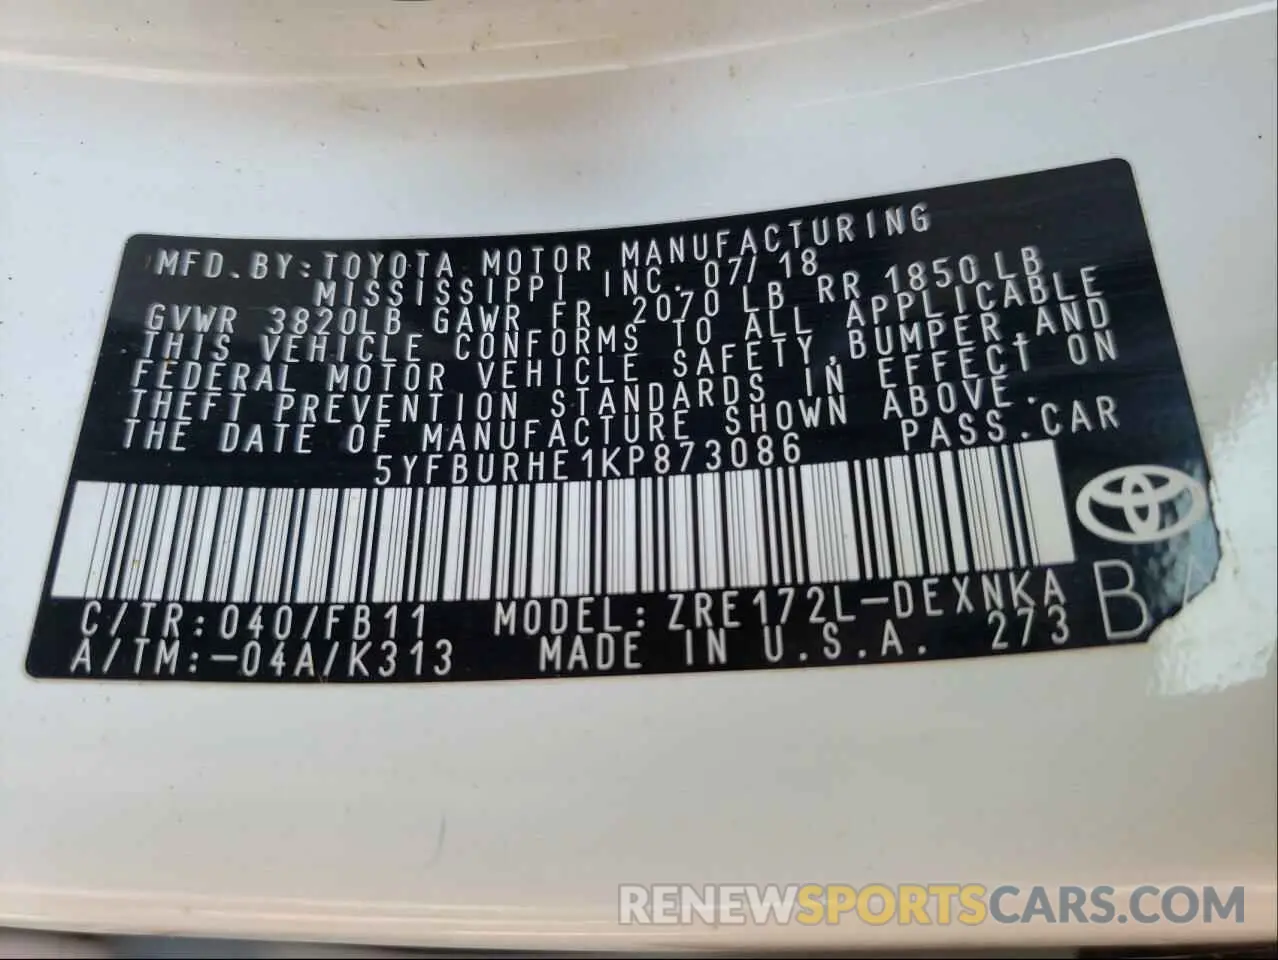 MFD. BY: TOYOTA MOTOR MANUFACTURING
MISSISSIPPI INC. 07/18
GVWR 3820LB GAWR FR 2070 LB RR 1850 LB
THIS VEHICLE CONFORMS TO ALL APPLICABLE
FEDERAL MOTOR VEHICLE SAFETY, BUMPER, AND
THEFT PREVENTION STANDARDS IN EFFECT ON
THE DATE OF MANUFACTURE SHOWN ABOVE.
5YFBURHE1KP873086 PASS. CAR
C/TR: 040/FB11 MODEL: ZRE172L-DEXNKA
A/TM: -04A/K313 MADE IN U.S.A. 273
B
RENEWSPORTSCARS.COM